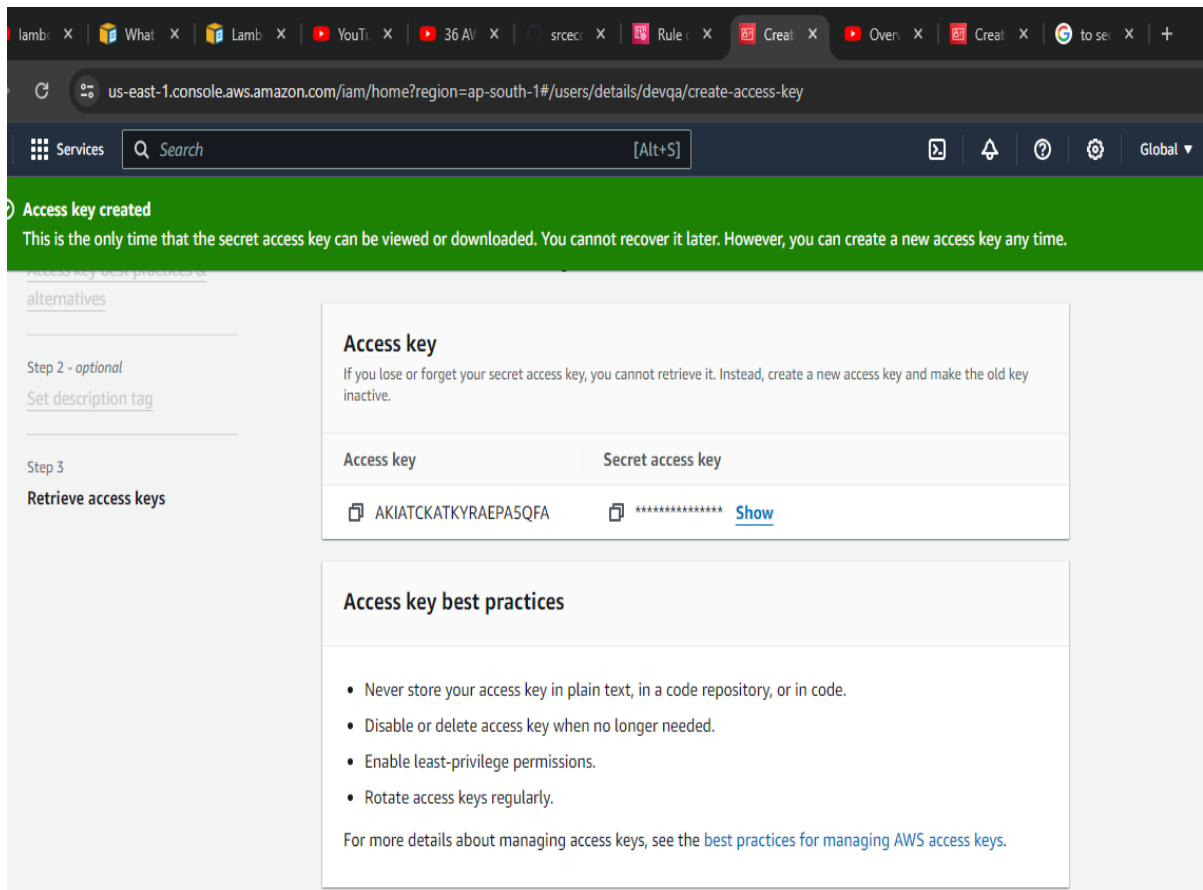 lambd
What
Lamb
YouTu
36 AV
srcecc
Rule c
Creat
Over
Creat
to sec
us-east-1.console.aws.amazon.com/iam/home?region=ap-south-1#/users/details/devqa/create-access-key
Services
Search
[Alt+S]
Global
Access key created
This is the only time that the secret access key can be viewed or downloaded. You cannot recover it later. However, you can create a new access key any time.
Access key best practices &
alternatives
Step 2 - optional
Set description tag
Step 3
Retrieve access keys
Access key
If you lose or forget your secret access key, you cannot retrieve it. Instead, create a new access key and make the old key
inactive.
Access key
Secret access key
AKIATCKATKYRAEPA5QFA
*************** Show
Access key best practices
• Never store your access key in plain text, in a code repository, or in code.
• Disable or delete access key when no longer needed.
• Enable least-privilege permissions.
• Rotate access keys regularly.
For more details about managing access keys, see the best practices for managing AWS access keys.